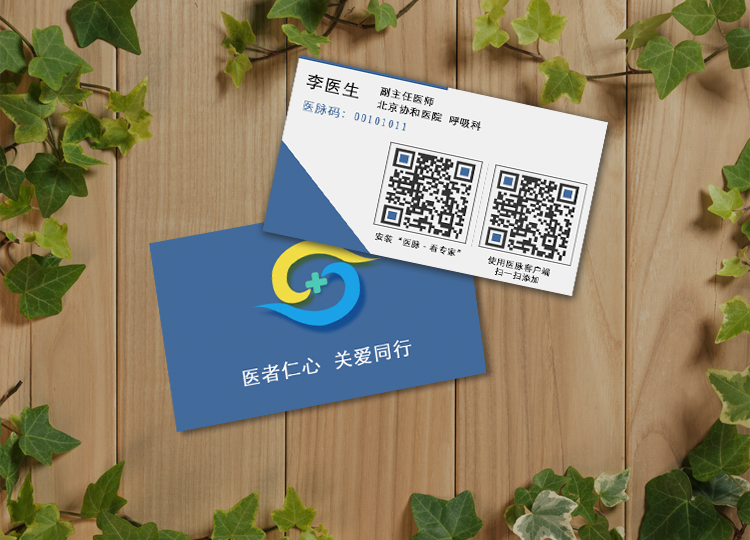 李医生
副主任医师
北京协和医院 呼吸科
医脉码：00101011
安装“医脉-看专家”
使用医脉客户端
扫一扫添加
医者仁心 关爱同行